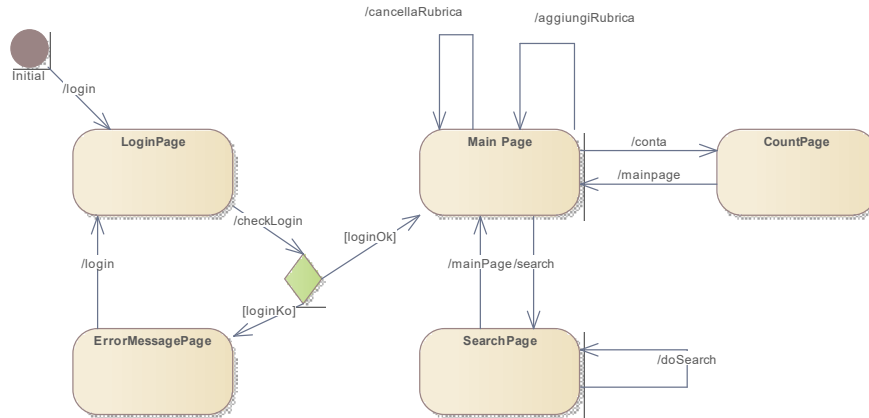 /cancellaRubrica
/aggiungiRubrica
Initial
/login
LoginPage
Main Page
/conta
CountPage
/mainpage
/checkLogin
[loginOk]
/login
/mainPage
/search
[loginKo]
ErrorMessagePage
SearchPage
/doSearch